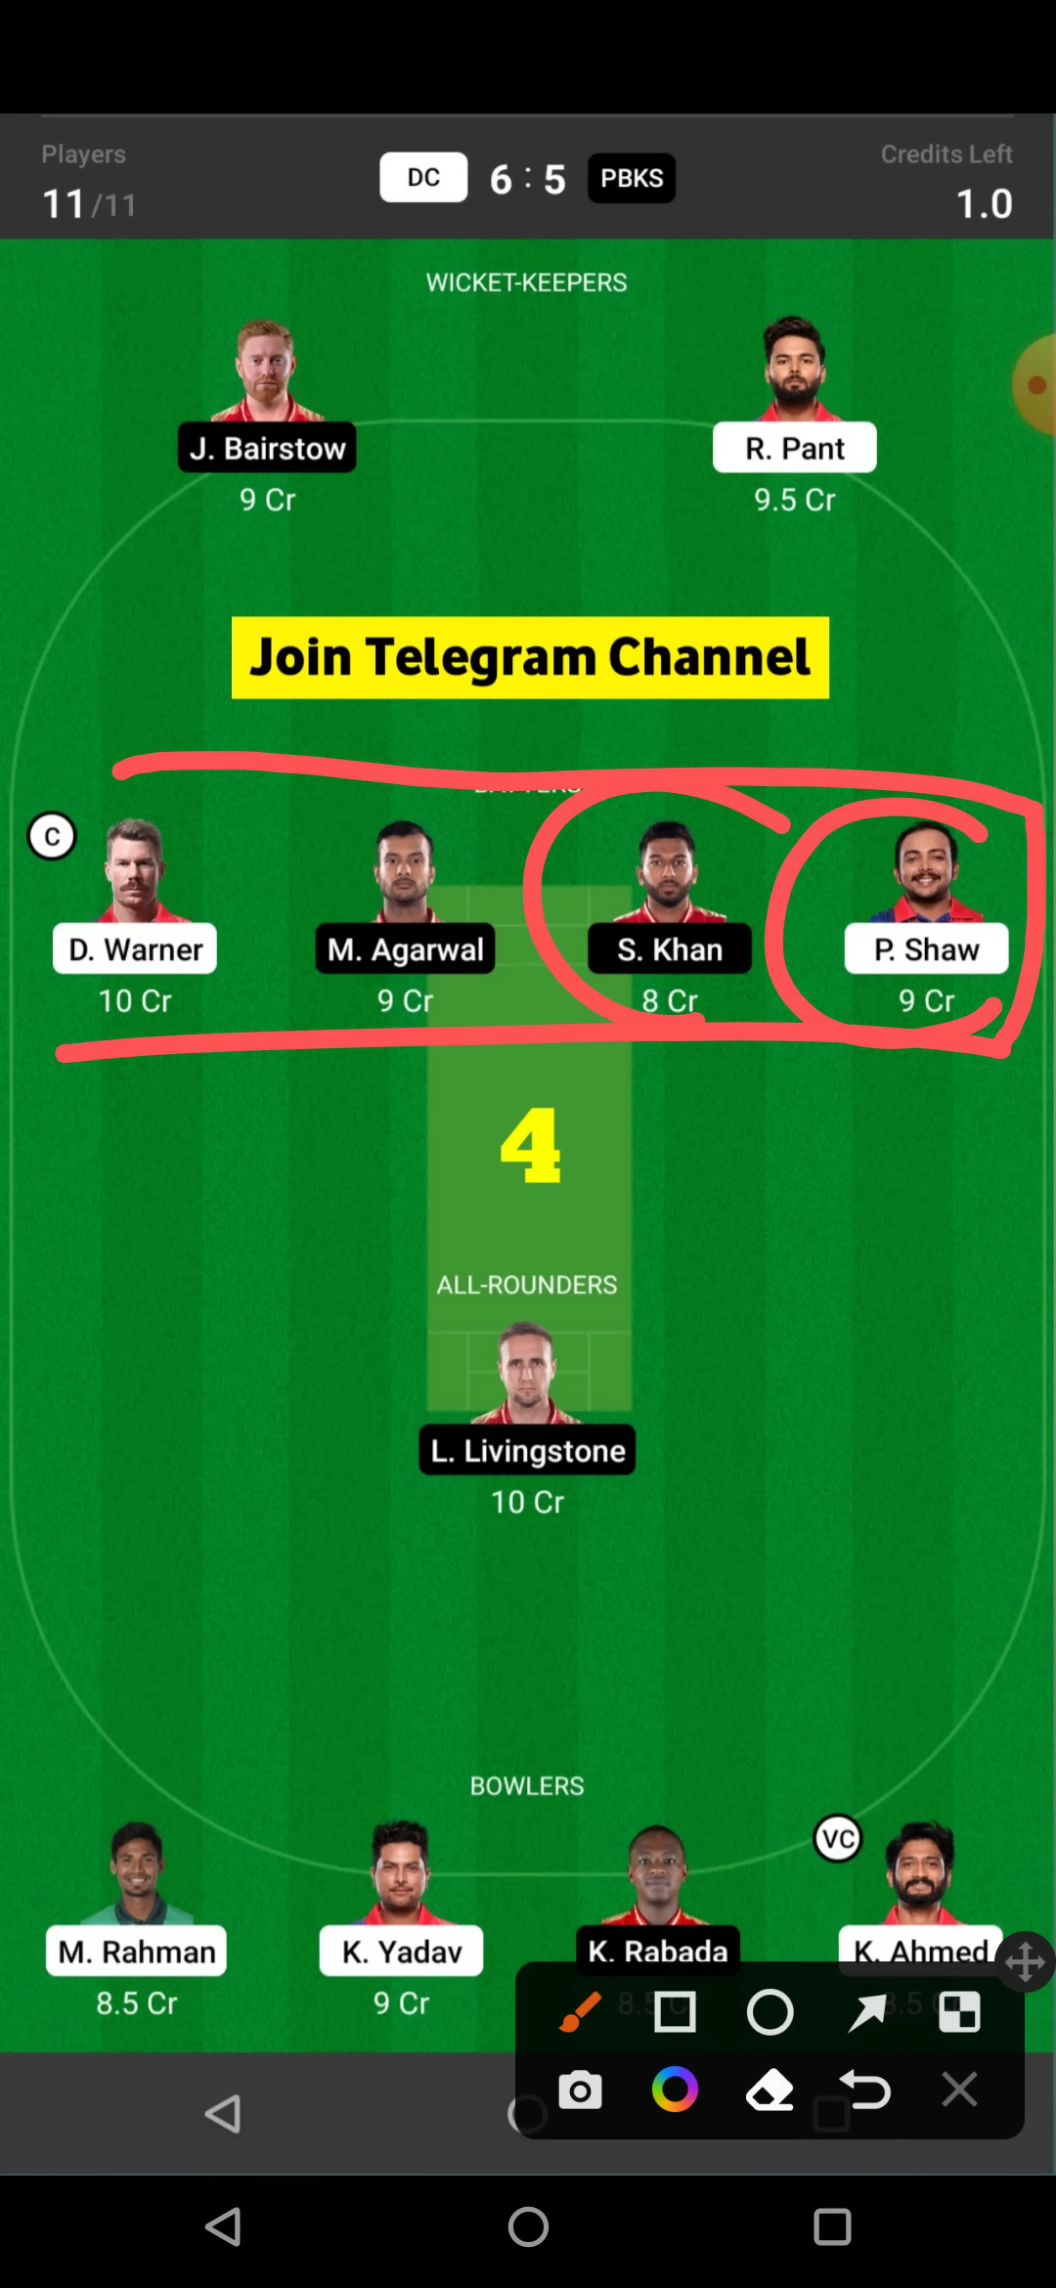 Players
Credits Left
11/11
DC 6 : 5 PBKS
1.0
WICKET-KEEPERS
J. Bairstow
R. Pant
9 Cr
9.5 Cr
Join Telegram Channel
C
D. Warner
M. Agarwal
S. Khan
P. Shaw
10 Cr
9 Cr
8 Cr
9 Cr
4
ALL-ROUNDERS
L. Livingstone
10 Cr
BOWLERS
VC
M. Rahman
K. Yadav
K. Rabada
K. Ahmed
8.5 Cr
9 Cr